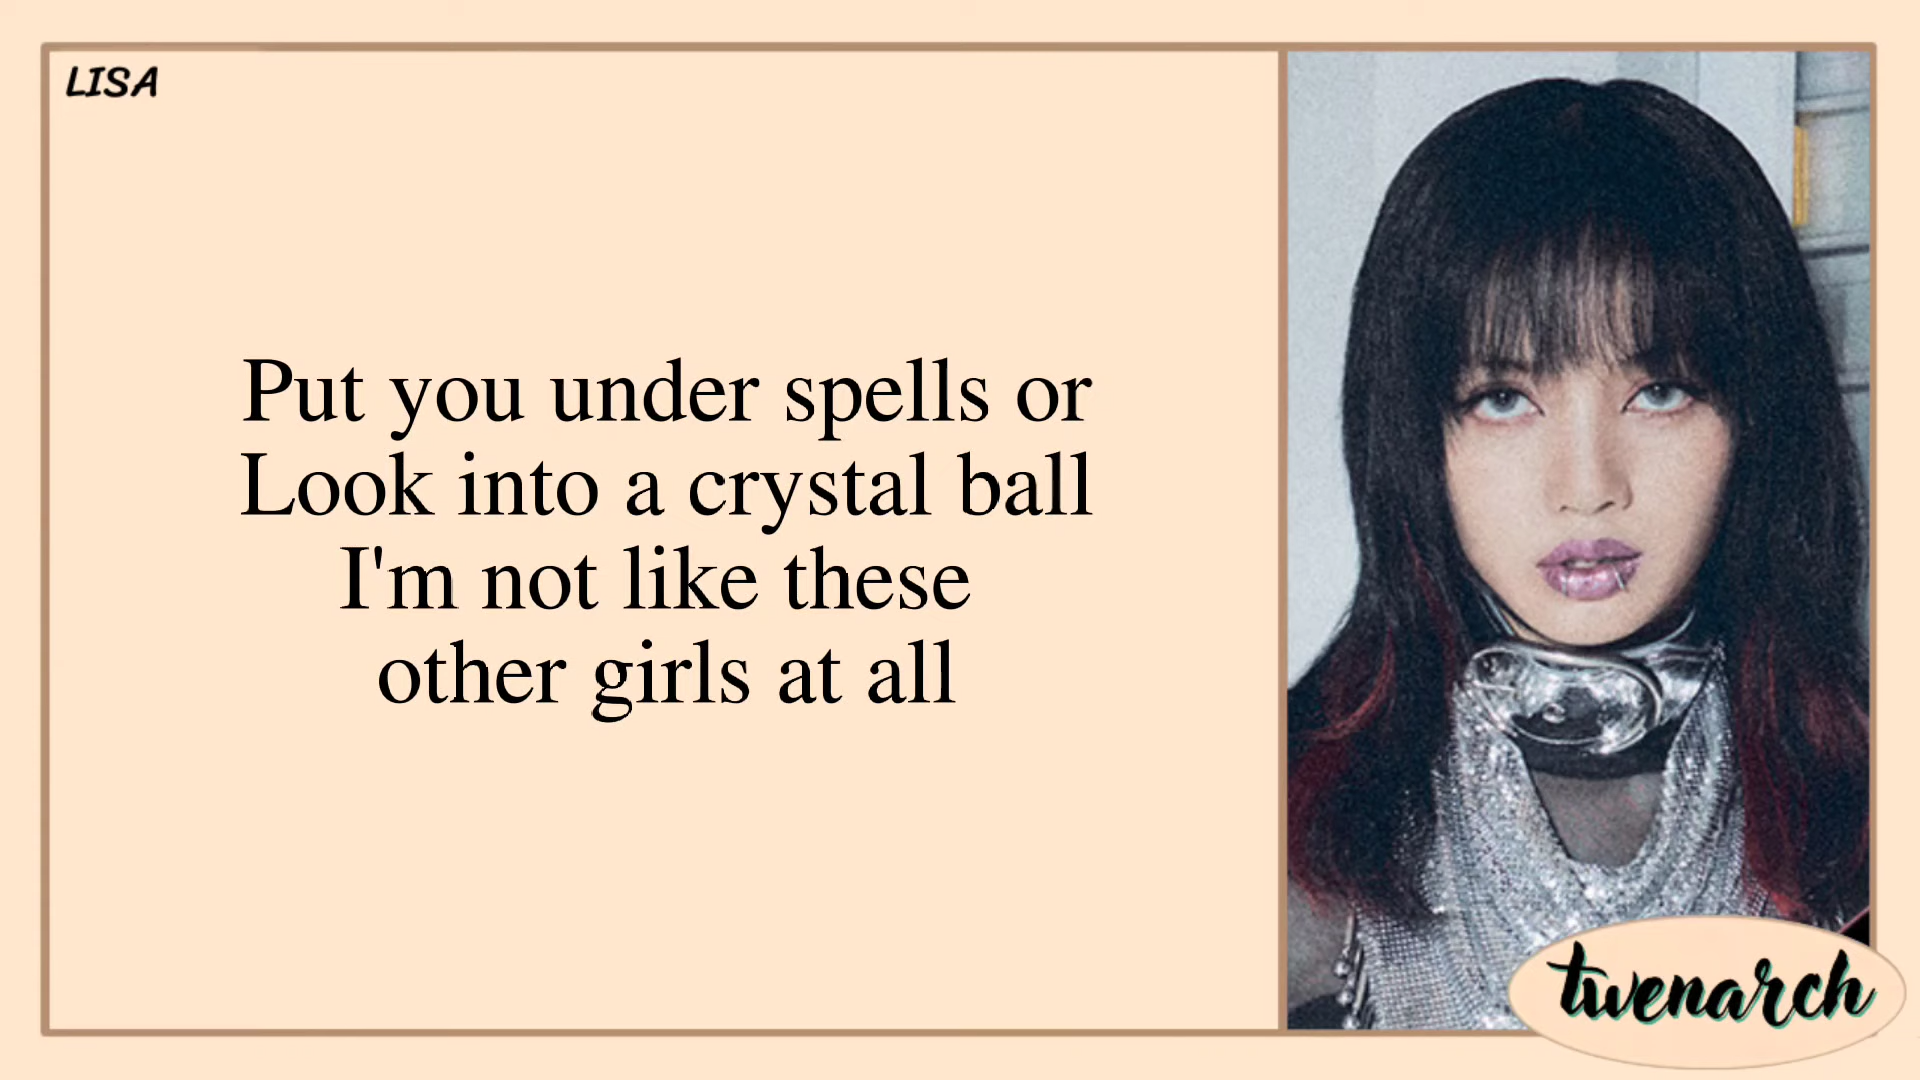 LISA
Put you under spells or
Look into a crystal ball
I'm not like these
other girls at all
twenarch